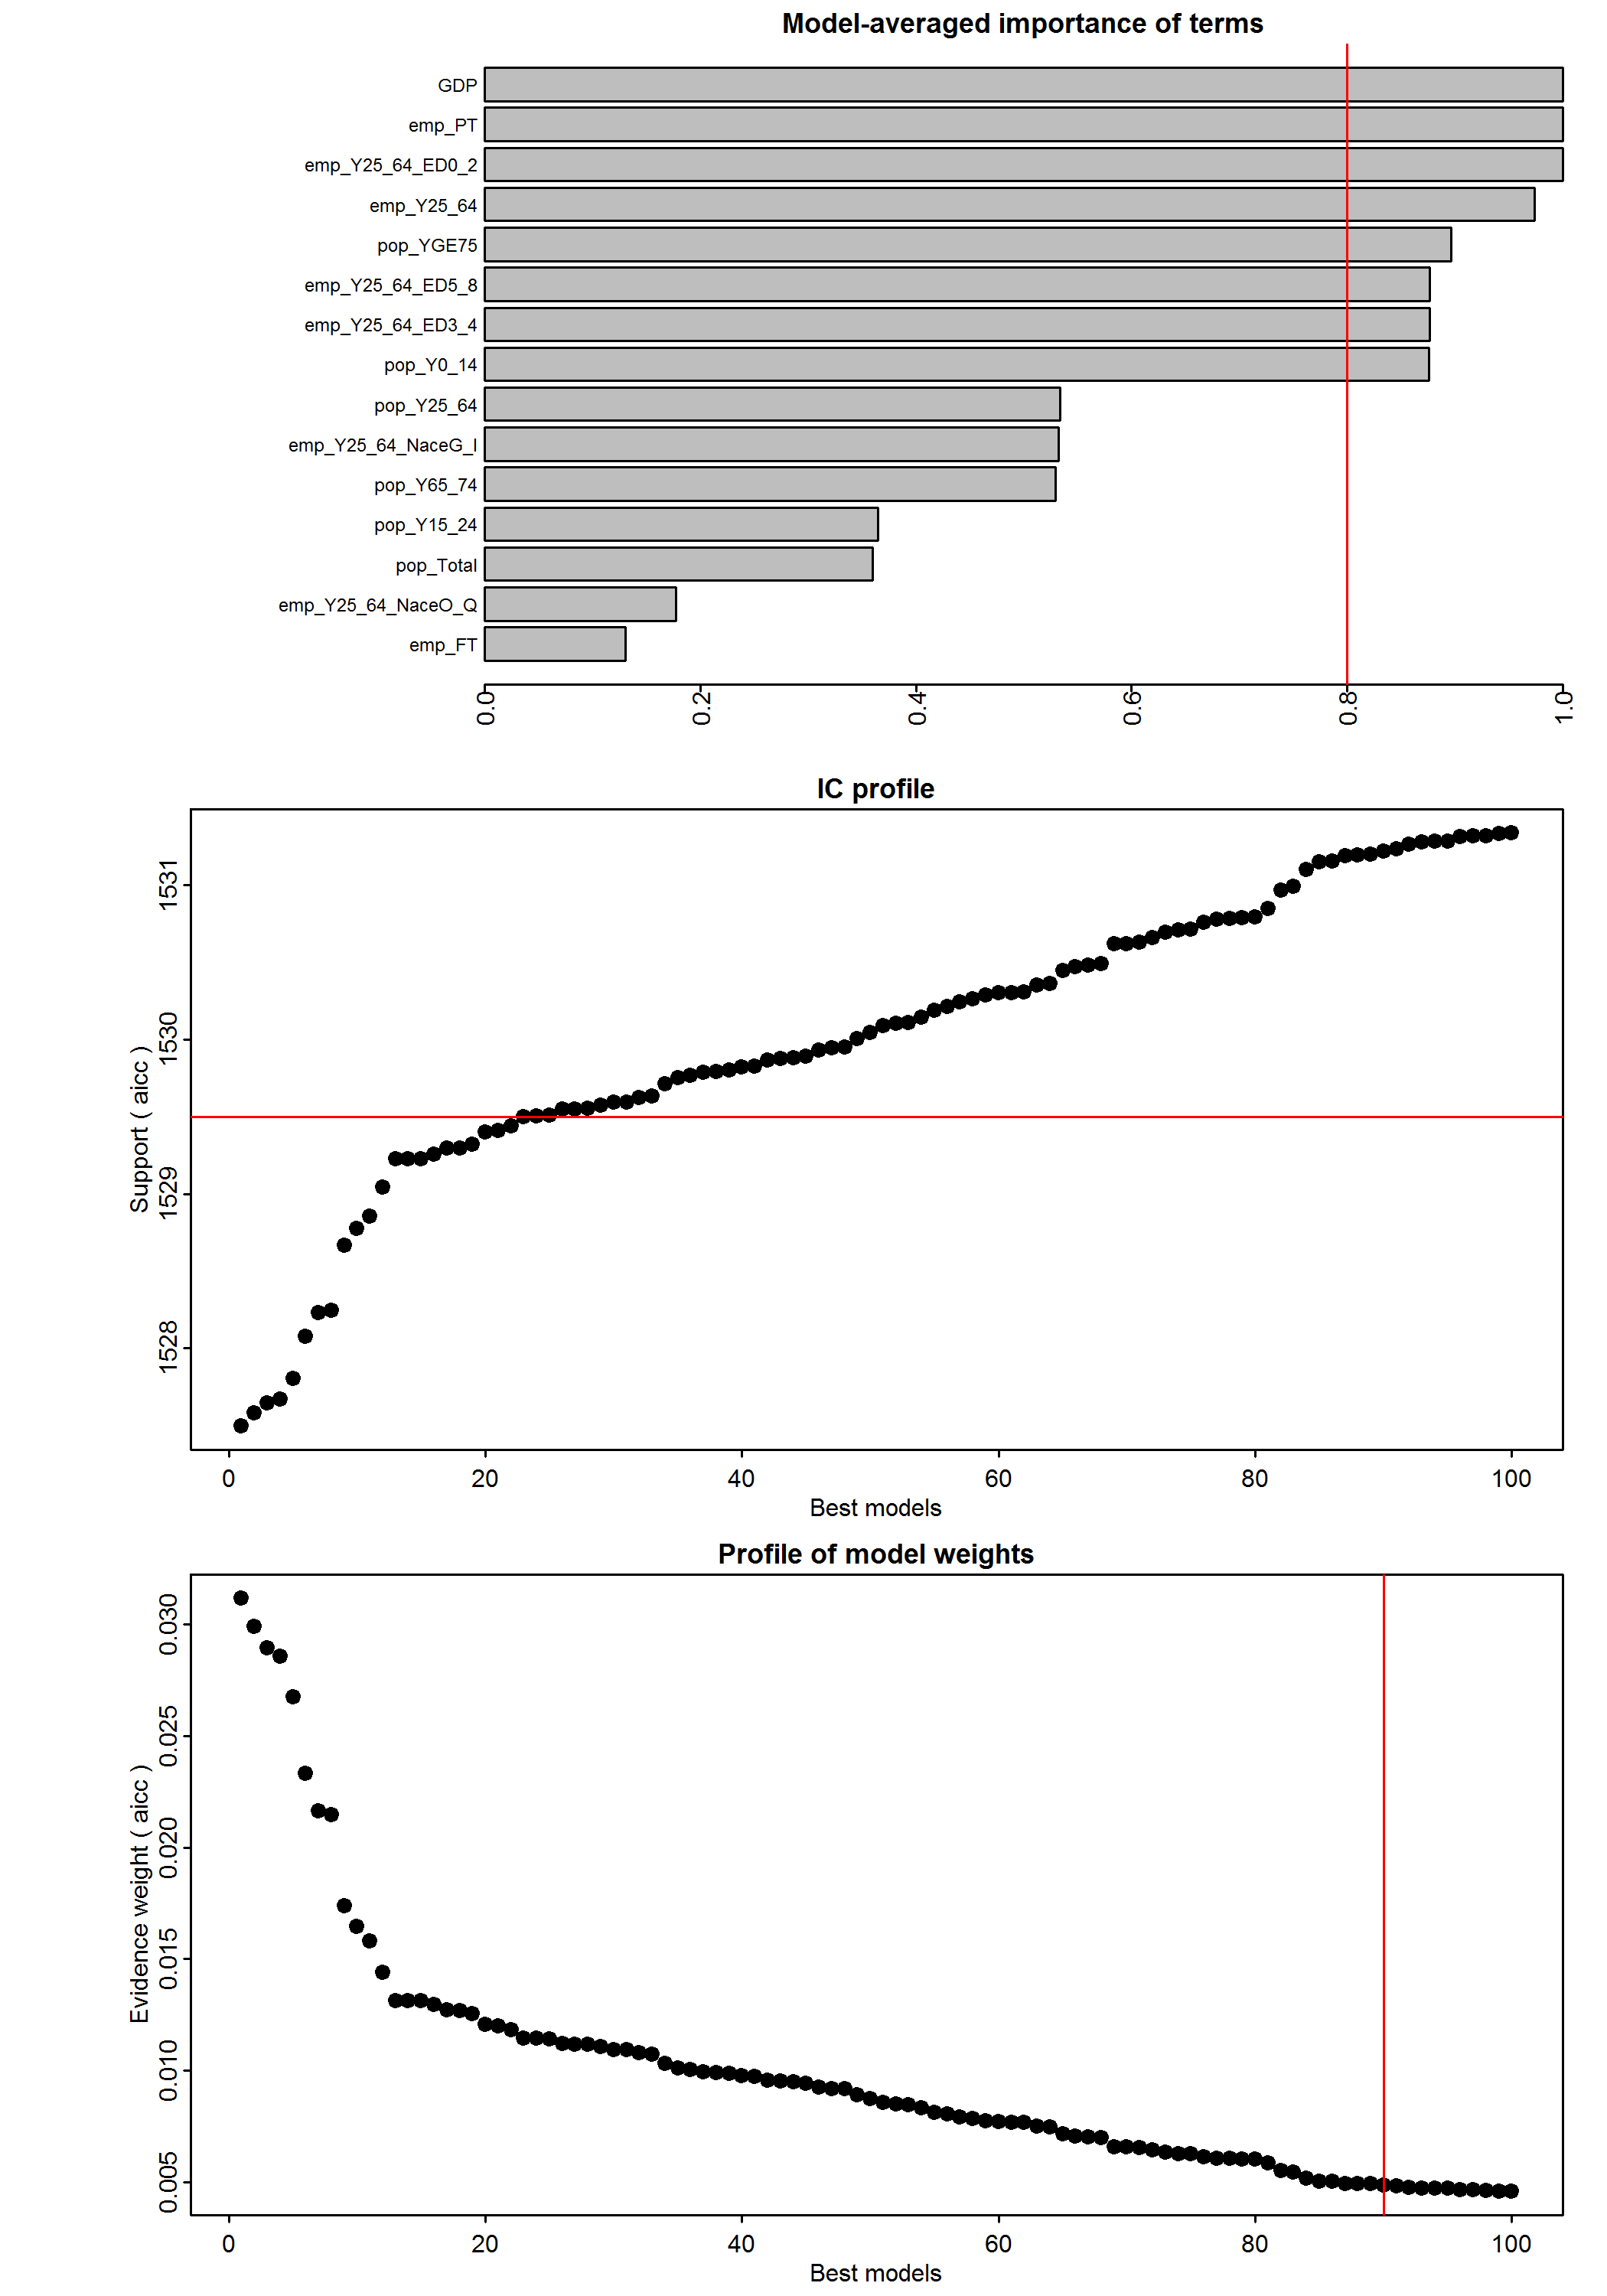 Model-averaged importance of terms
GDP
emp_PT
emp_Y25_64_ED0_2
emp_Y25_64
pop_YGE75
emp_Y25_64_ED5_8
emp_Y25_64_ED3_4
pop_Y0_14
pop_Y25_64
emp_Y25_64_NaceG_I
pop_Y65_74
pop_Y15_24
pop_Total
emp_Y25_64_NaceO_Q
emp_FT
0.0 0.2 0.4 0.6 0.8 1.0
IC profile
Support ( aicc )
1531
1530
1529
1528
0 20 40 60 80 100
Best models
Profile of model weights
Evidence weight ( aicc )
0.030
0.025
0.020
0.015
0.010
0.005
0 20 40 60 80 100
Best models